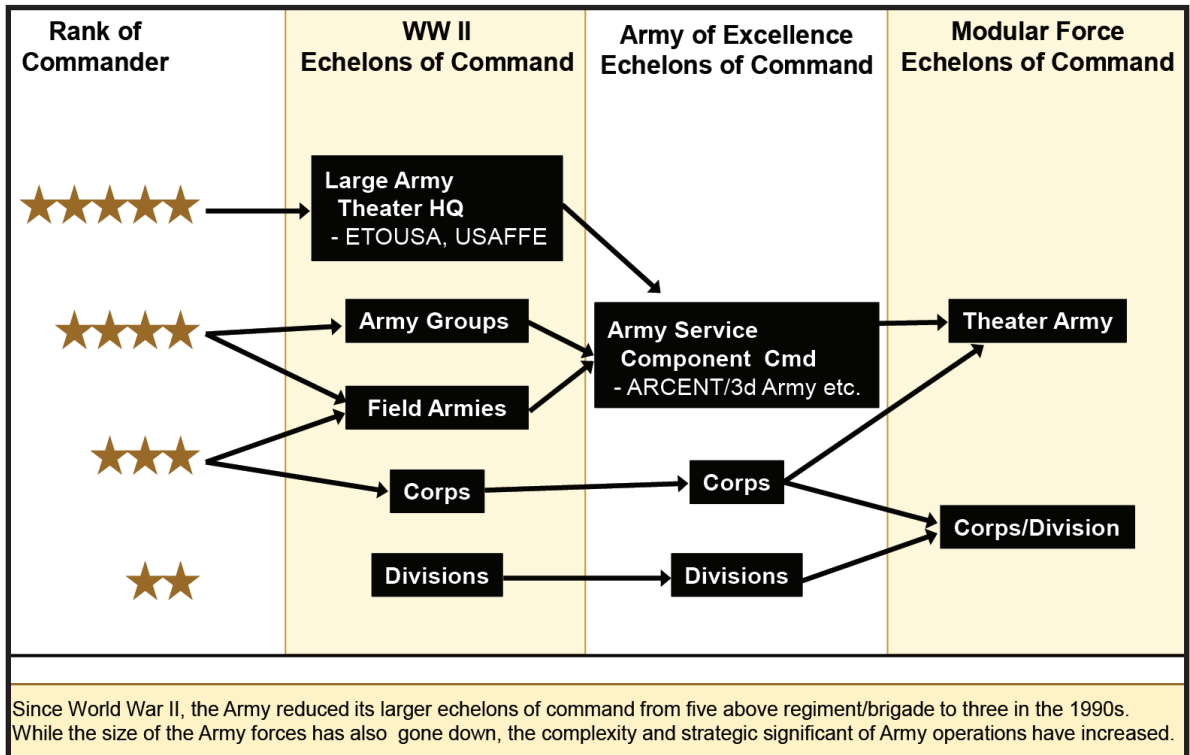 Rank of
Commander
WW II
Echelons of Command
Army of Excellence
Echelons of Command
Modular Force
Echelons of Command
Large Army
Theater HQ
- ETOUSA, USAFFE
Army Groups
Field Armies
Corps
Divisions
Army Service
Component Cmd
- ARCENT/3d Army etc.
Corps
Divisions
Theater Army
Corps/Division
Since World War II, the Army reduced its larger echelons of command from five above regiment/brigade to three in the 1990s.
While the size of the Army forces has also gone down, the complexity and strategic significant of Army operations have increased.